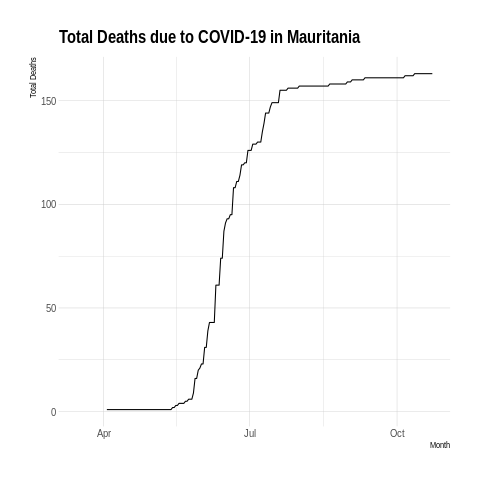 Total Deaths due to COVID-19 in Mauritania
Total Deaths
150
100
50
0
Apr Jul Oct
Month